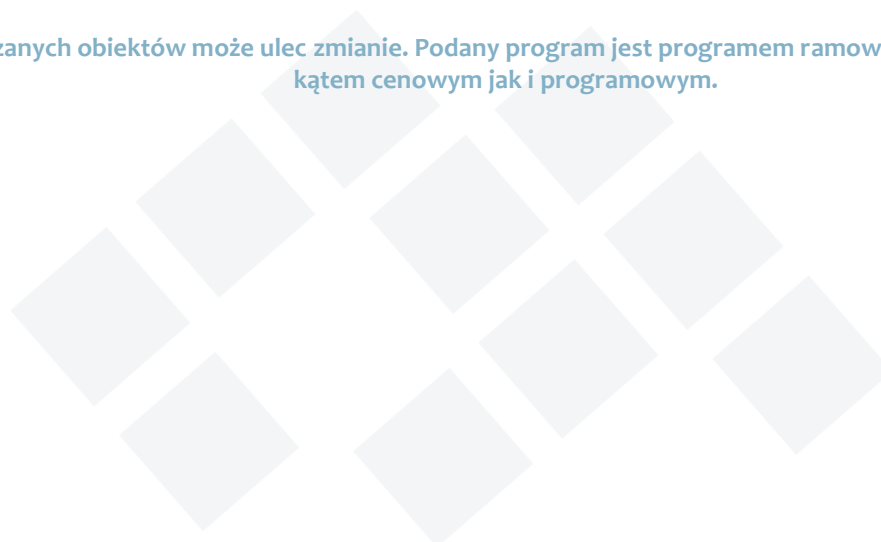 zanych obiektów może ulec zmianie. Podany program jest programem ramow
kątem cenowym jak i programowym.